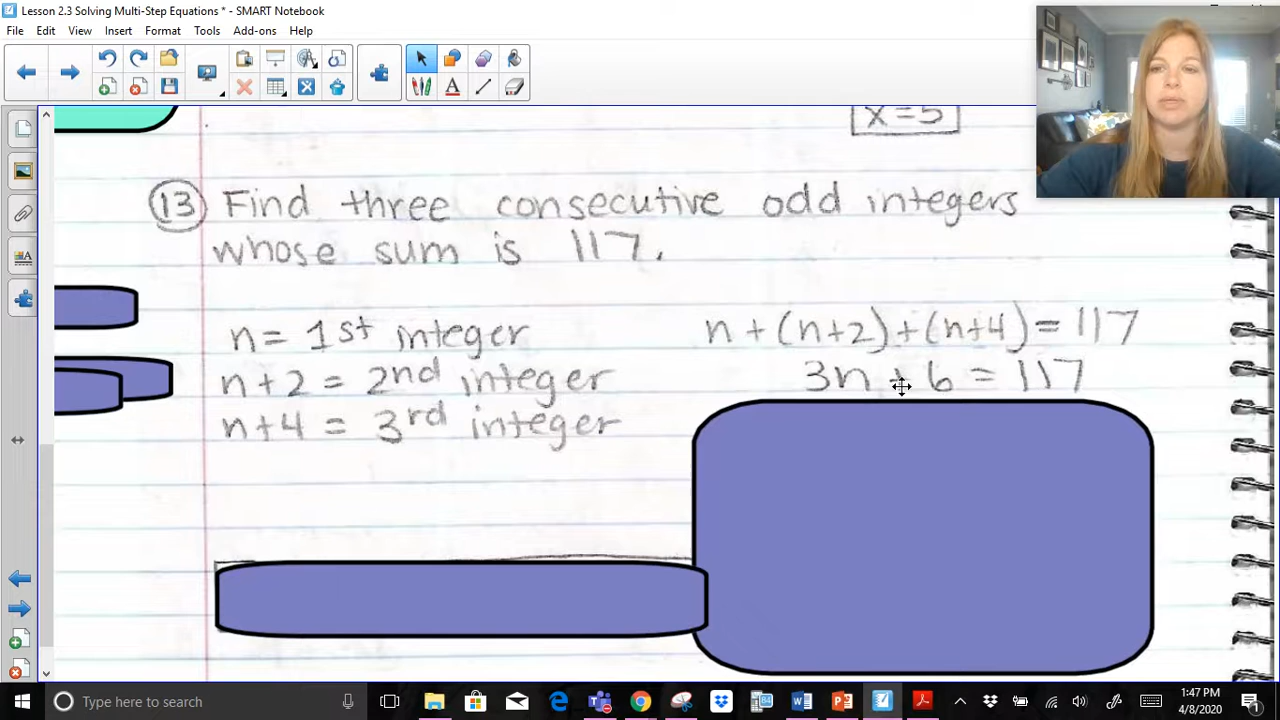 Lesson 2.3 Solving Multi-Step Equations * - SMART Notebook
File Edit View Insert Format Tools Add-ons Help
x = 5
13 Find three consecutive odd integers
whose sum is 117.
n = 1st integer
n+2 = 2nd integer
n+4 = 3rd integer
n + (n+2) + (n+4) = 117
3n + 6 = 117
Type here to search
1:47 PM
4/8/2020